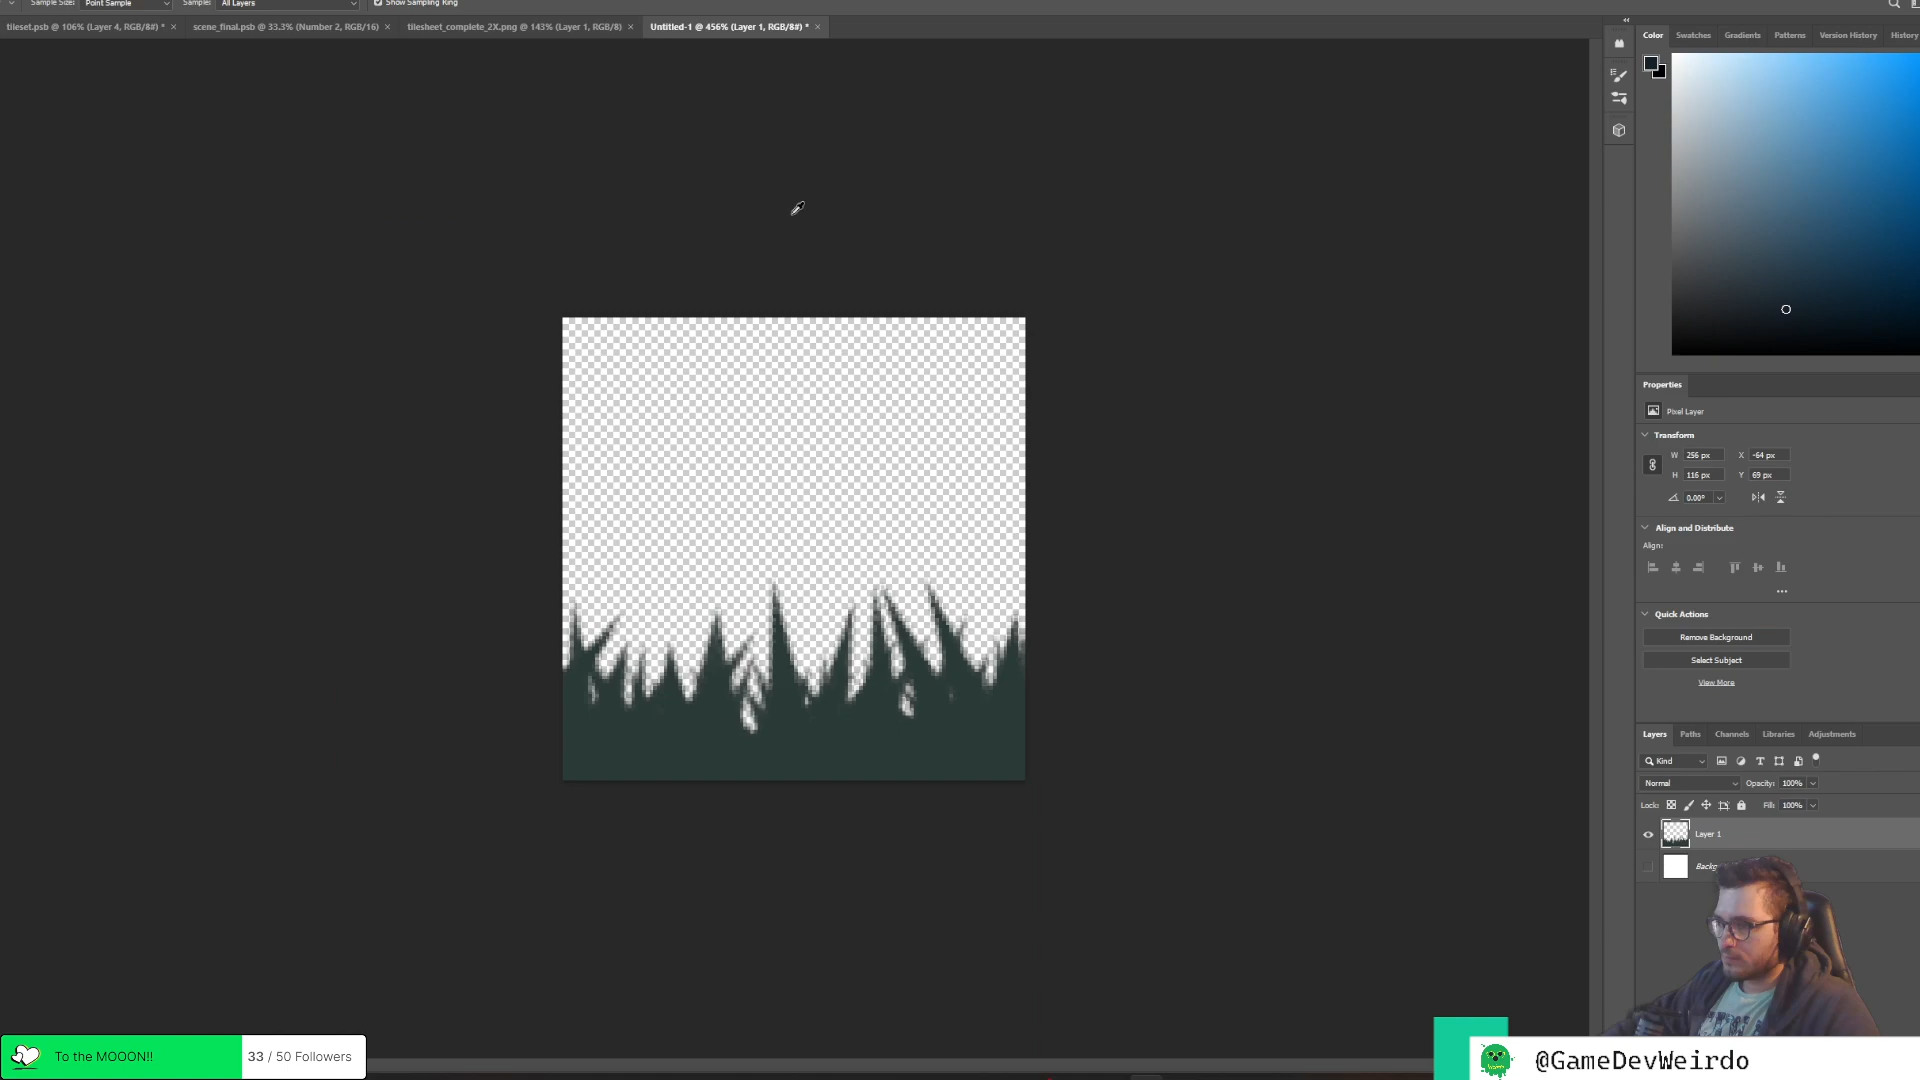 Sample Size: Point Sample Sample: All Layers Show Sampling Ring
tileset.psb @ 106% (Layer 4, RGB/8#) * × scene_final.psb @ 33.3% (Number 2, RGB/16) × tilesheet_complete_2X.png @ 143% (Layer 1, RGB/8) × Untitled-1 @ 456% (Layer 1, RGB/8#) * ×
Color Swatches Gradients Patterns Version History History
Properties
Pixel Layer
Transform
W 256 px X -64 px
H 116 px Y 69 px
0.00°
Align and Distribute
Align:
Quick Actions
Remove Background
Select Subject
View More
Layers Paths Channels Libraries Adjustments
Kind
Normal Opacity: 100%
Lock: Fill: 100%
Layer 1
To the MOOON!! 33 / 50 Followers
@GameDevWeirdo